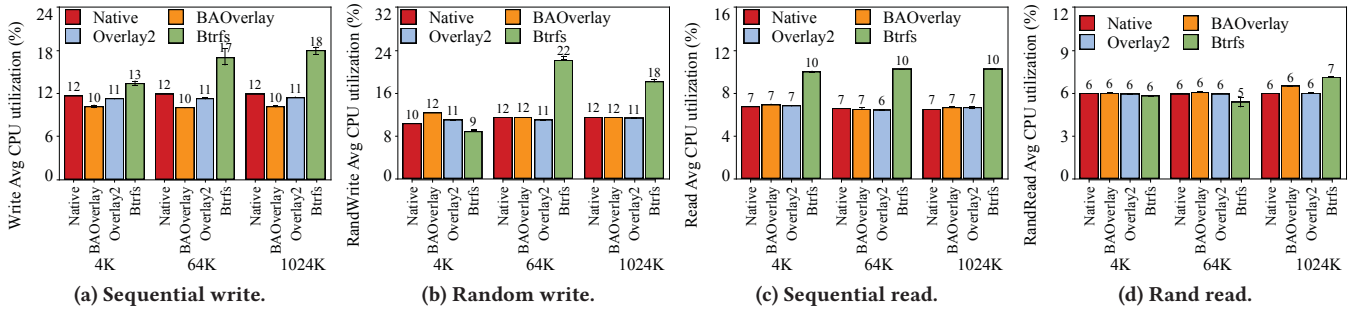 Write Avg CPU utilization (%)
24
18
12
6
0
Native
BAOverlay
Overlay2
Btrfs
12
10
11
13
12
10
11
17
12
10
11
18
Native
BAOverlay
Overlay2
Btrfs
Native
BAOverlay
Overlay2
Btrfs
Native
BAOverlay
Overlay2
Btrfs
4K
64K
1024K
(a) Sequential write.
RandWrite Avg CPU utilization (%)
32
24
16
8
0
Native
BAOverlay
Overlay2
Btrfs
10
12
11
9
12
12
11
22
12
12
11
18
Native
BAOverlay
Overlay2
Btrfs
Native
BAOverlay
Overlay2
Btrfs
Native
BAOverlay
Overlay2
Btrfs
4K
64K
1024K
(b) Random write.
Read Avg CPU utilization (%)
16
12
8
4
0
Native
BAOverlay
Overlay2
Btrfs
7
7
7
10
7
7
6
10
7
7
7
10
Native
BAOverlay
Overlay2
Btrfs
Native
BAOverlay
Overlay2
Btrfs
Native
BAOverlay
Overlay2
Btrfs
4K
64K
1024K
(c) Sequential read.
RandRead Avg CPU utilization (%)
12
9
6
3
0
Native
BAOverlay
Overlay2
Btrfs
6
6
6
6
6
6
6
5
6
6
6
7
Native
BAOverlay
Overlay2
Btrfs
Native
BAOverlay
Overlay2
Btrfs
Native
BAOverlay
Overlay2
Btrfs
4K
64K
1024K
(d) Rand read.